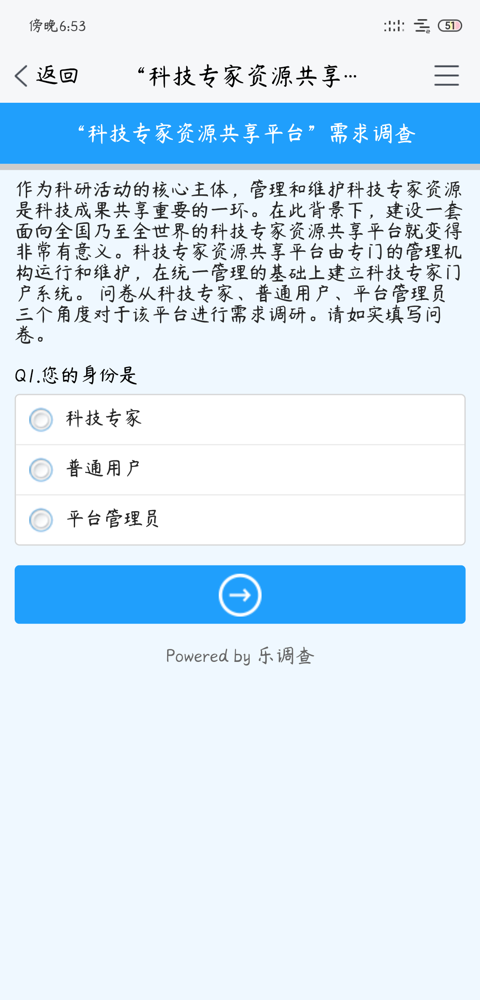 傍晚6:53
51
返回
“科技专家资源共享…
“科技专家资源共享平台”需求调查
作为科研活动的核心主体，管理和维护科技专家资源
是科技成果共享重要的一环。在此背景下，建设一套
面向全国乃至全世界的科技专家资源共享平台就变得
非常有意义。科技专家资源共享平台由专门的管理机
构运行和维护，在统一管理的基础上建立科技专家门
户系统。 问卷从科技专家、普通用户、平台管理员
三个角度对于该平台进行需求调研。请如实填写问
卷。
Q1.您的身份是
科技专家
普通用户
平台管理员
Powered by 乐调查